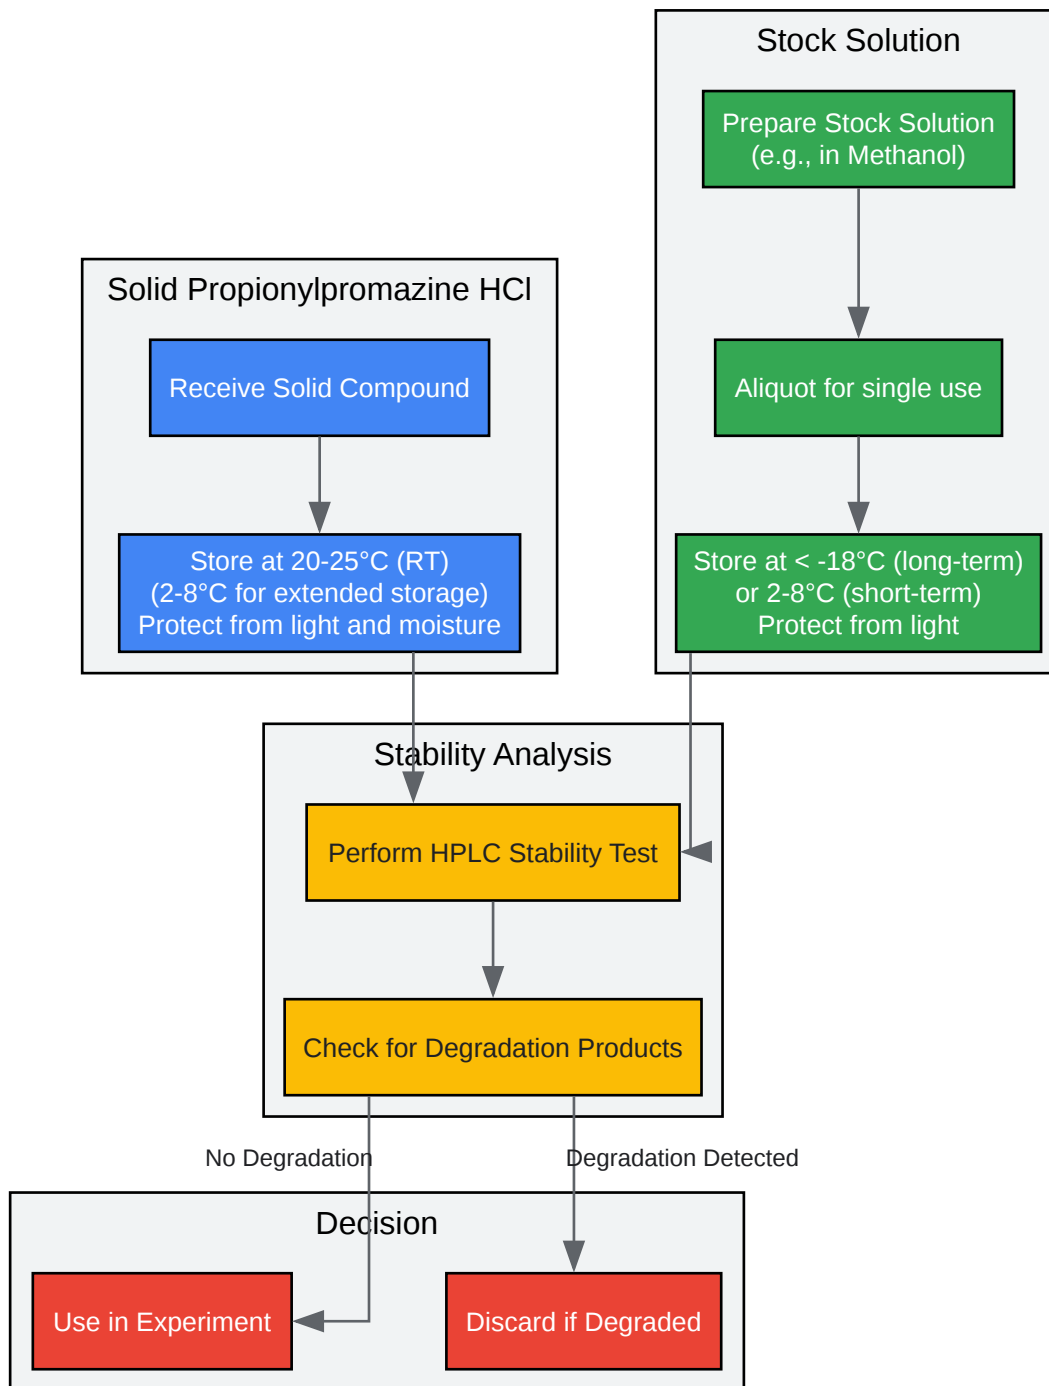 Stock Solution
Prepare Stock Solution
(e.g., in Methanol)
Aliquot for single use
Store at < -18°C (long-term)
or 2-8°C (short-term)
Protect from light
Solid Propionylpromazine HCl
Receive Solid Compound
Store at 20-25°C (RT)
(2-8°C for extended storage)
Protect from light and moisture
Stability Analysis
Perform HPLC Stability Test
Check for Degradation Products
No Degradation
Degradation Detected
Decision
Use in Experiment
Discard if Degraded